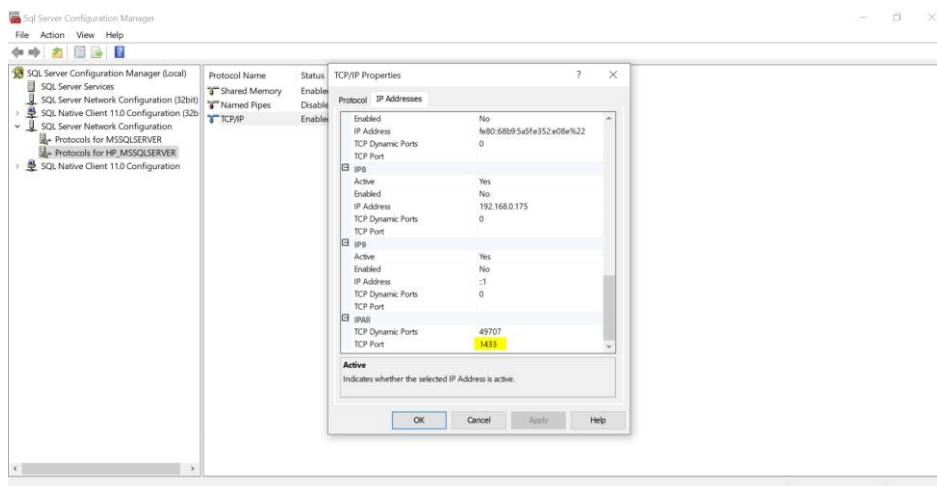 Sql Server Configuration Manager
File Action View Help
SQL Server Configuration Manager (Local)
SQL Server Services
SQL Server Network Configuration (32bit)
SQL Native Client 11.0 Configuration (32b
SQL Server Network Configuration
Protocols for MSSQLSERVER
Protocols for HP_MSSQLSERVER
SQL Native Client 11.0 Configuration
Protocol Name Status
Shared Memory Enable
Named Pipes Disable
TCP/IP Enable
TCP/IP Properties ?
Protocol IP Addresses
Enabled No
IP Address fe80::68b9:5a5f:e352:e08e%22
TCP Dynamic Ports 0
TCP Port
IP8
Active Yes
Enabled No
IP Address 192.168.0.175
TCP Dynamic Ports 0
TCP Port
IP9
Active Yes
Enabled No
IP Address ::1
TCP Dynamic Ports 0
TCP Port
IPAll
TCP Dynamic Ports 49707
TCP Port 1433
Active
Indicates whether the selected IP Address is active.
OK Cancel Apply Help